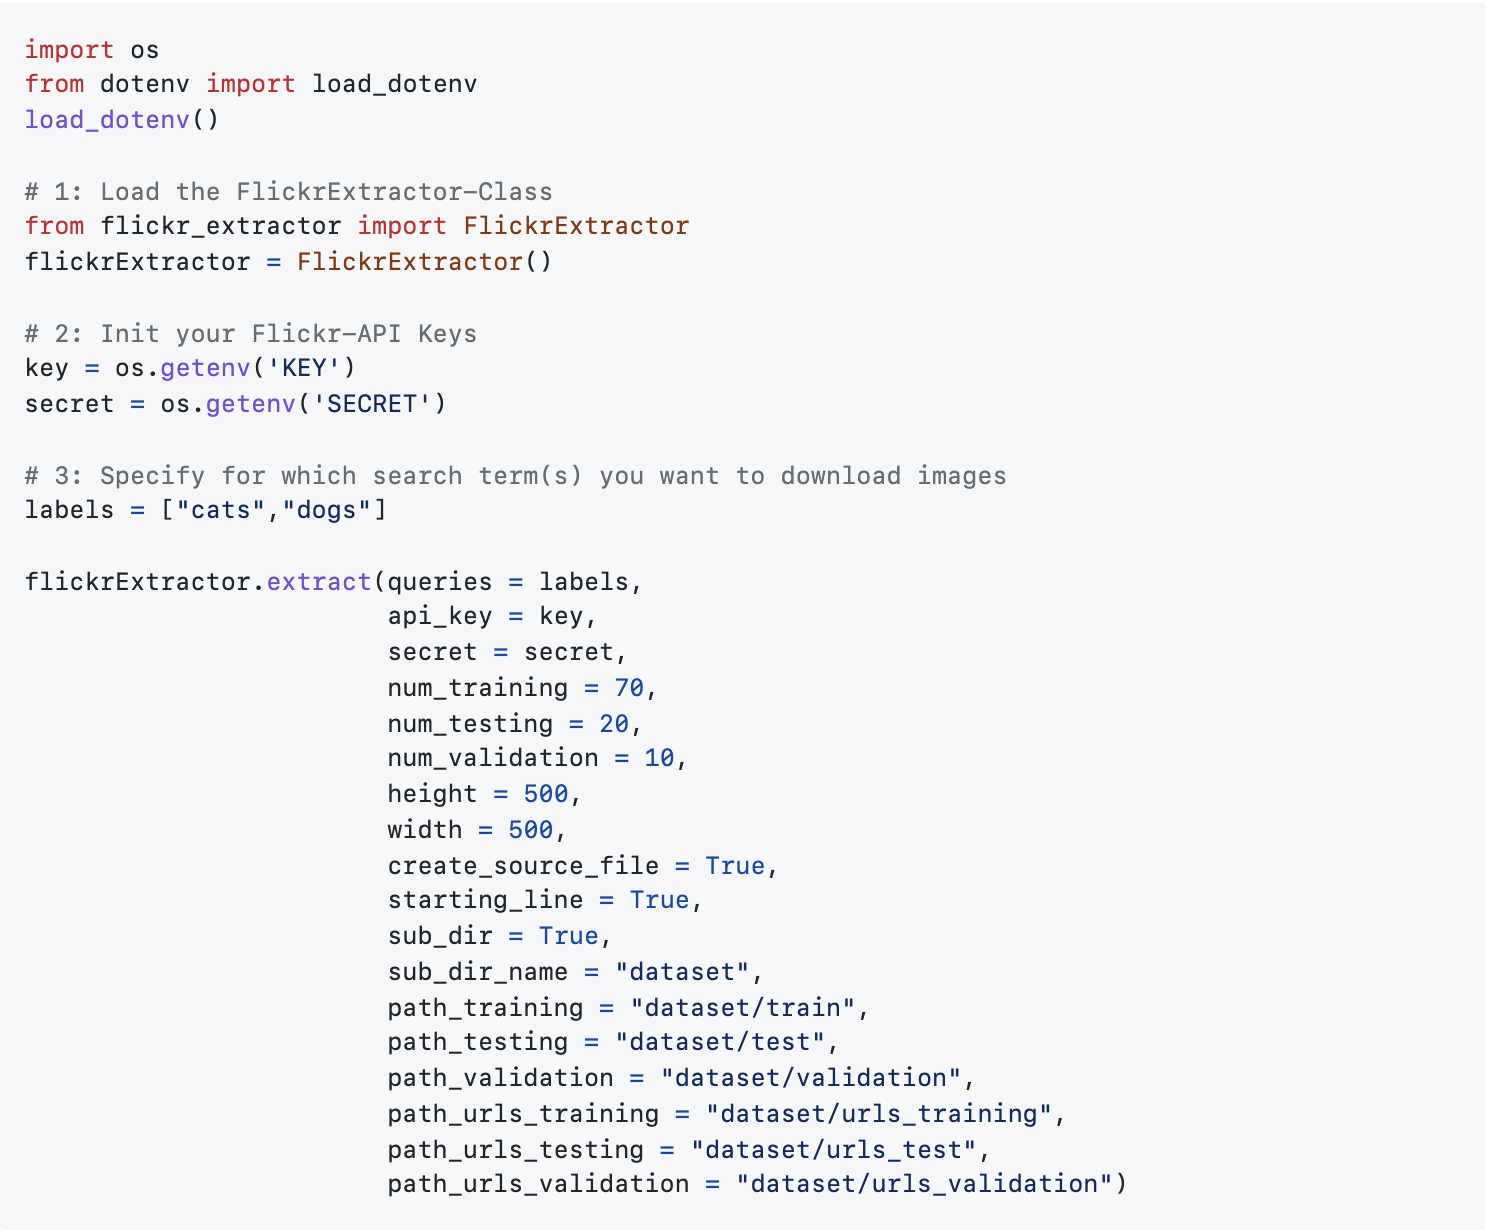 import os
from dotenv import load_dotenv
load_dotenv()
# 1: Load the FlickrExtractor-Class
from flickr_extractor import FlickrExtractor
flickrExtractor = FlickrExtractor()
# 2: Init your Flickr-API Keys
key = os.getenv('KEY')
secret = os.getenv('SECRET')
# 3: Specify for which search term(s) you want to download images
labels = ["cats","dogs"]
flickrExtractor.extract(queries = labels,
api_key = key,
secret = secret,
num_training = 70,
num_testing = 20,
num_validation = 10,
height = 500,
width = 500,
create_source_file = True,
starting_line = True,
sub_dir = True,
sub_dir_name = "dataset",
path_training = "dataset/train",
path_testing = "dataset/test",
path_validation = "dataset/validation",
path_urls_training = "dataset/urls_training",
path_urls_testing = "dataset/urls_test",
path_urls_validation = "dataset/urls_validation")